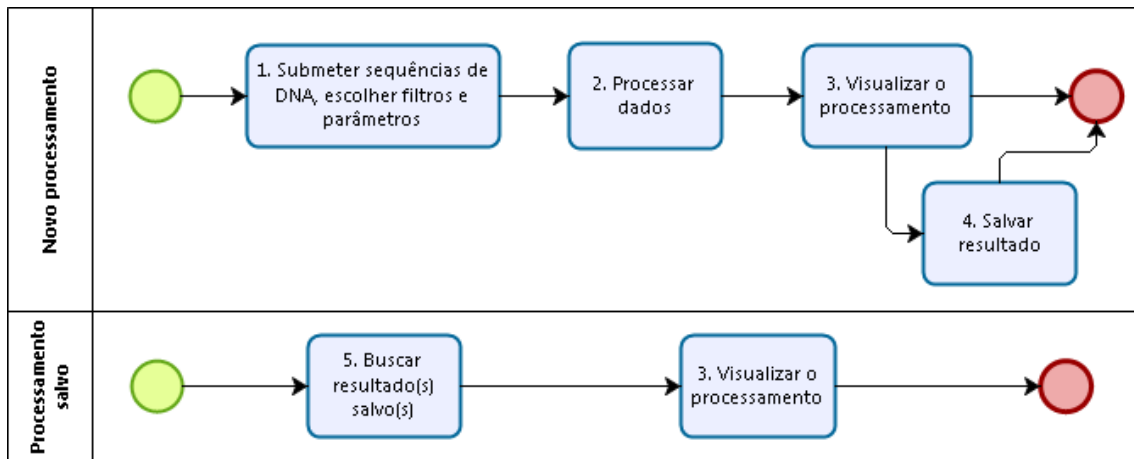 Novo processamento
1. Submeter sequências de
DNA, escolher filtros e
parâmetros
2. Processar
dados
3. Visualizar o
processamento
4. Salvar
resultado
Processamento
salvo
5. Buscar
resultado(s)
salvo(s)
3. Visualizar o
processamento